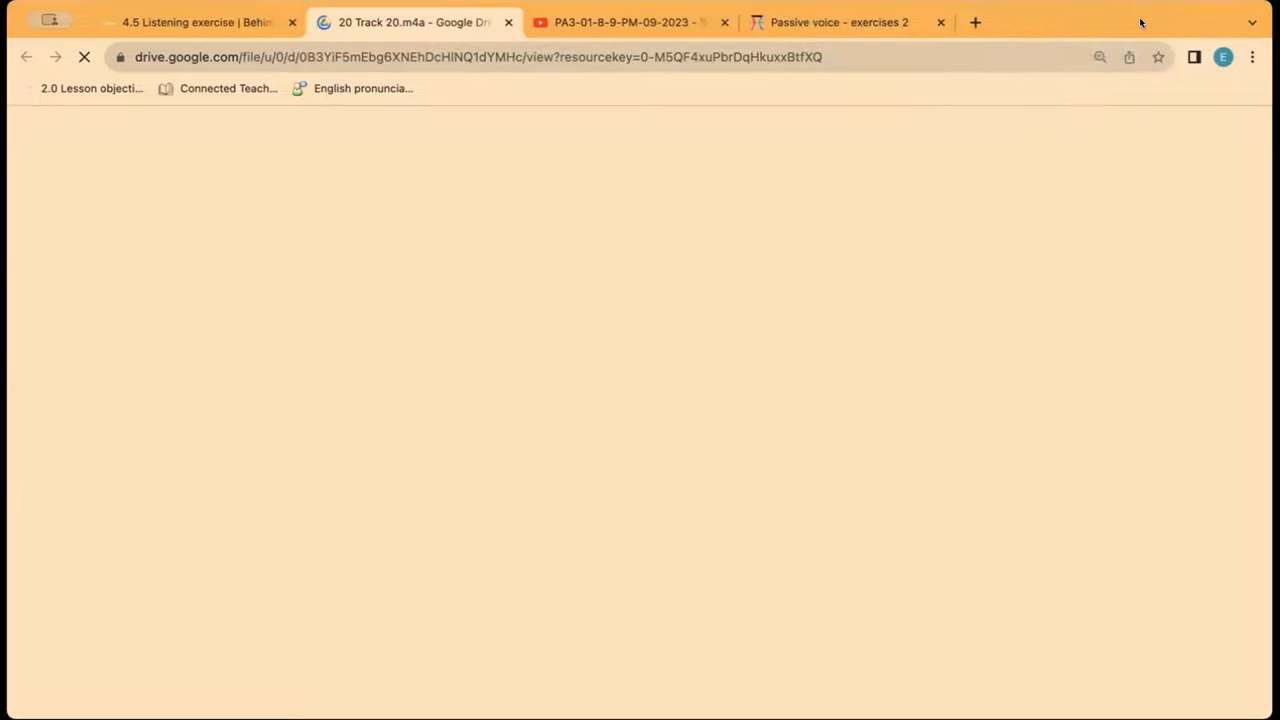 4.5 Listening exercise | Behin
20 Track 20.m4a - Google Dri
PA3-01-8-9-PM-09-2023 -
Passive voice - exercises 2
drive.google.com/file/u/0/d/0B3YiF5mEbg6XNEhDcHlNQ1dYMHc/view?resourcekey=0-M5QF4xuPbrDqHkuxxBtfXQ
E
2.0 Lesson objecti...
Connected Teach...
English pronuncia...